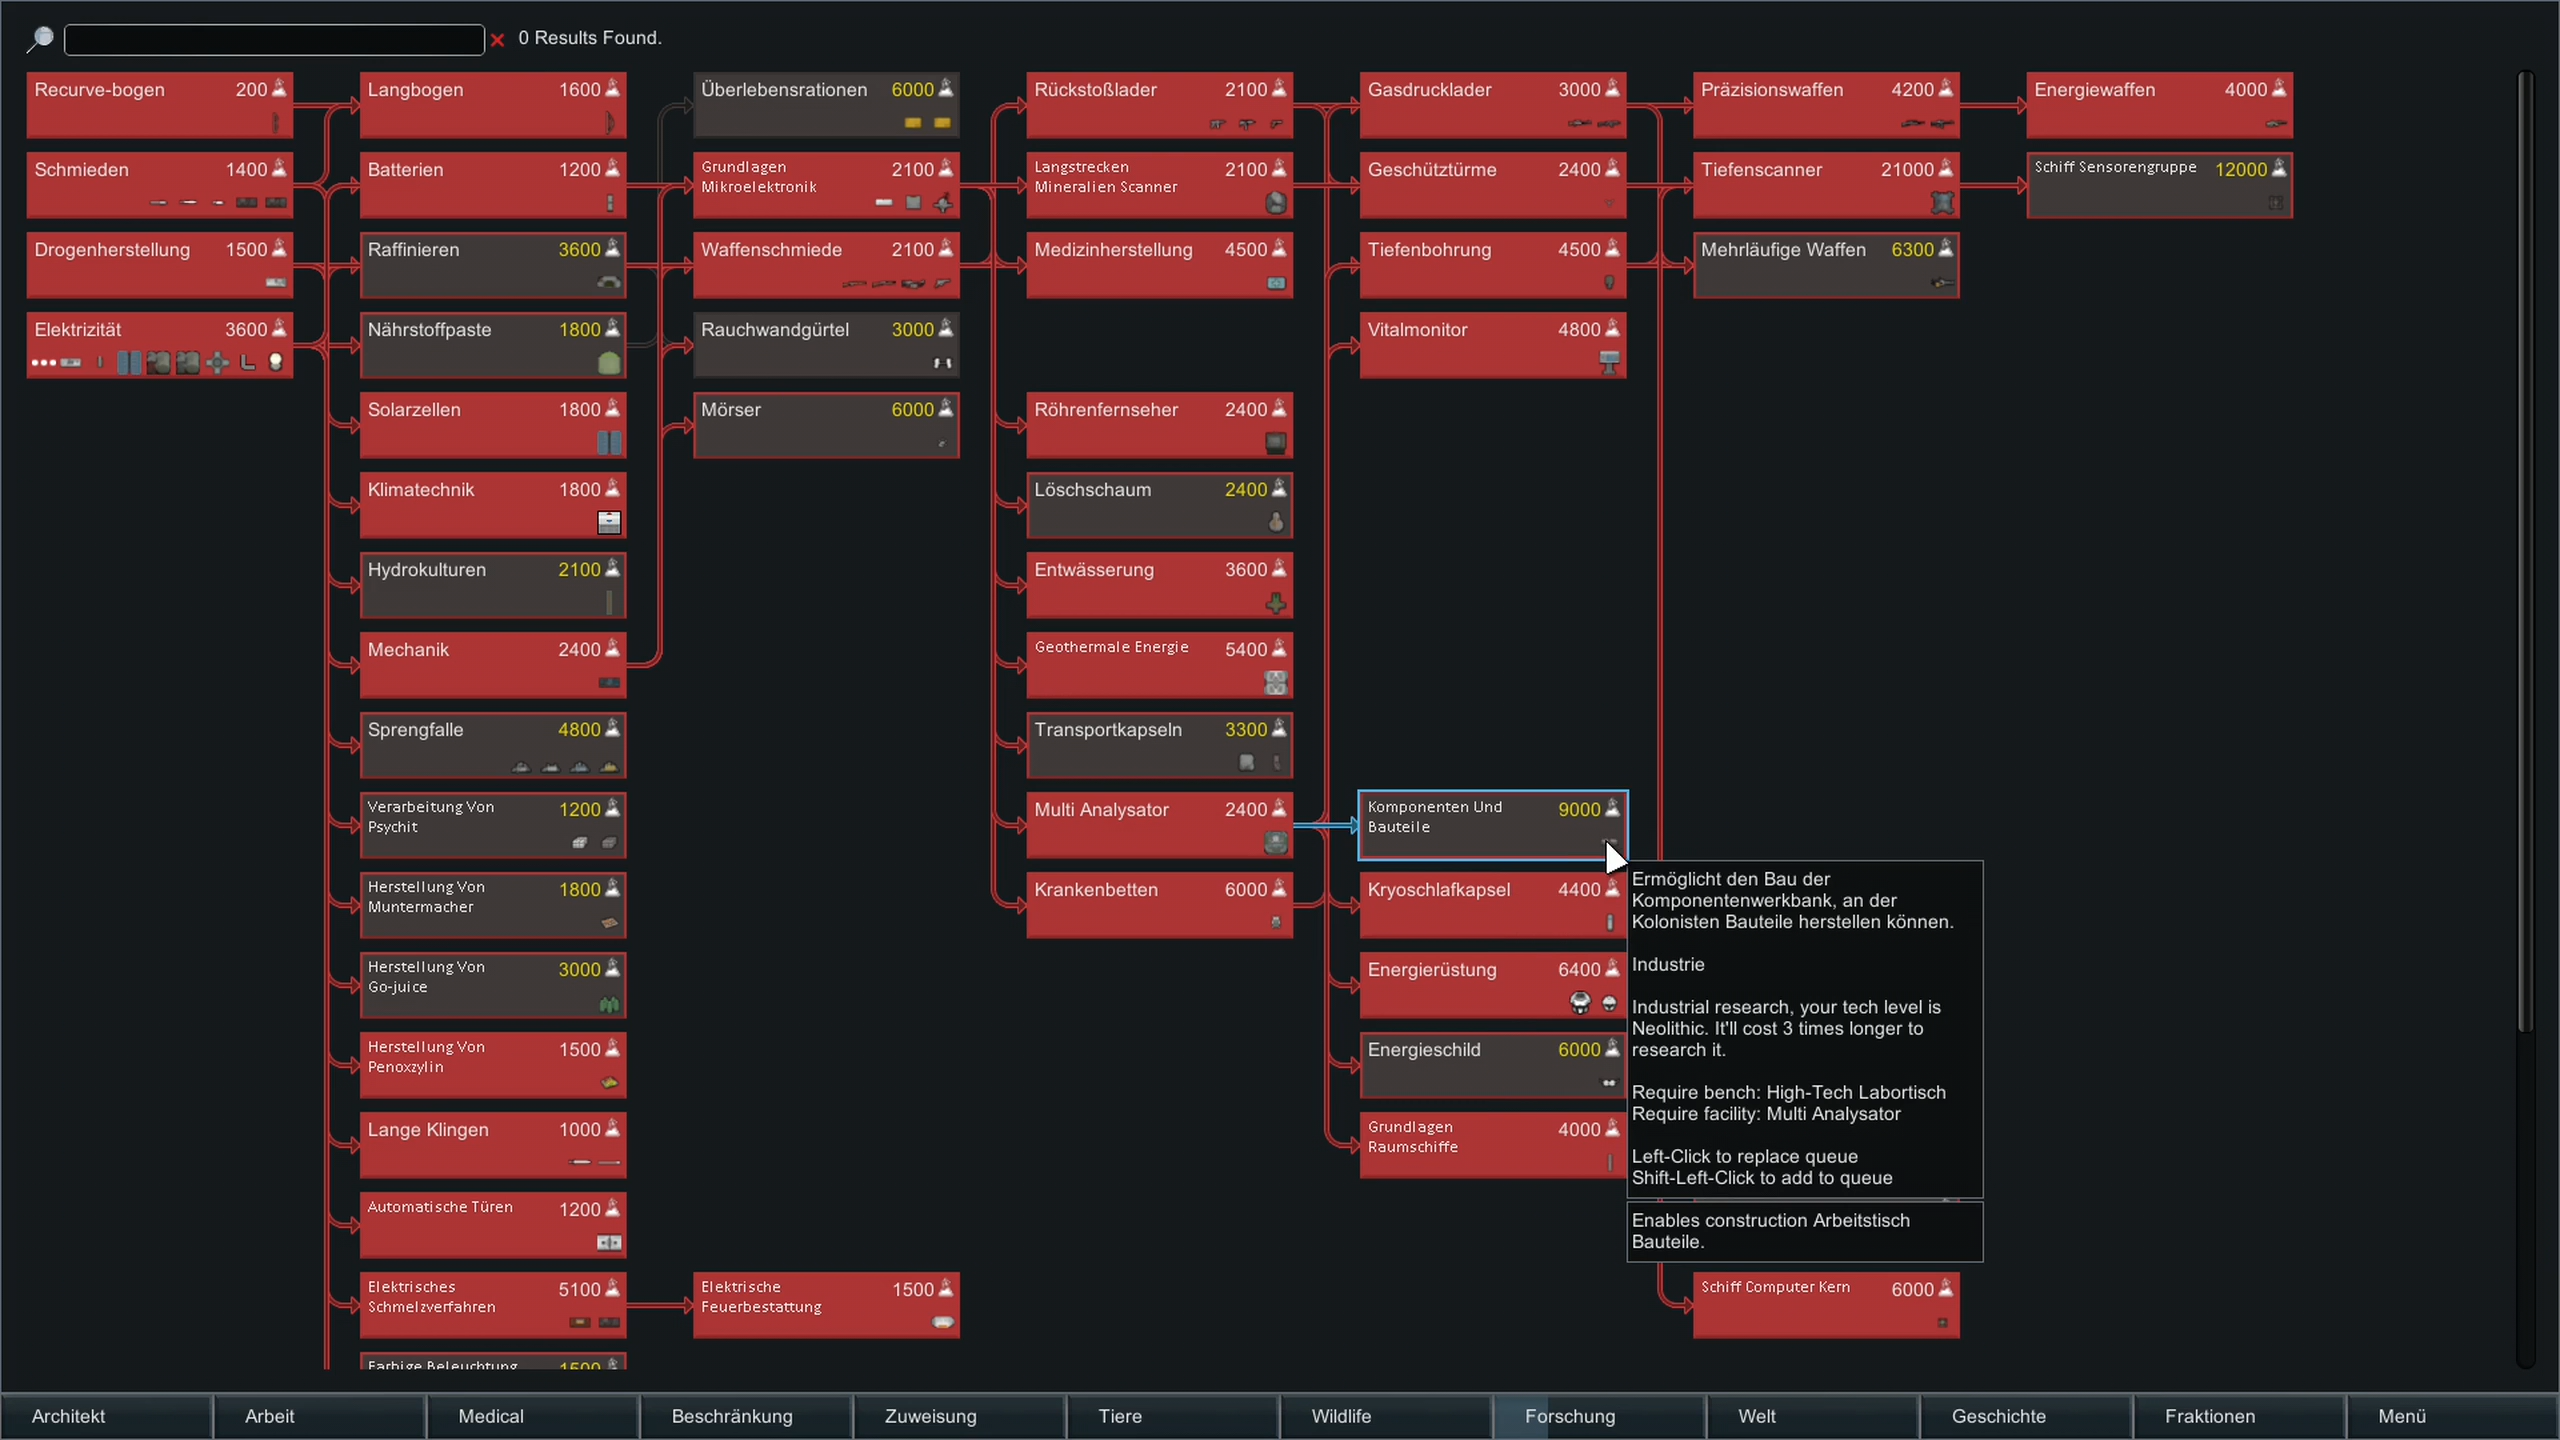 0 Results Found.
Recurve-bogen 200
Schmieden 1400
Drogenherstellung 1500
Elektrizität 3600
Langbogen 1600
Batterien 1200
Raffinieren 3600
Nährstoffpaste 1800
Solarzellen 1800
Klimatechnik 1800
Hydrokulturen 2100
Mechanik 2400
Sprengfalle 4800
Verarbeitung Von 1200
Psychit
Herstellung Von 1800
Muntermacher
Herstellung Von 3000
Go-juice
Herstellung Von 1500
Penoxzylin
Lange Klingen 1000
Automatische Türen 1200
Elektrisches 5100
Schmelzverfahren
Farbige Beleuchtung 1500
Überlebensrationen 6000
Grundlagen 2100
Mikroelektronik
Waffenschmiede 2100
Rauchwandgürtel 3000
Mörser 6000
Elektrische 1500
Feuerbestattung
Rückstoßlader 2100
Langstrecken 2100
Mineralien Scanner
Medizinherstellung 4500
Röhrenfernseher 2400
Löschschaum 2400
Entwässerung 3600
Geothermale Energie 5400
Transportkapseln 3300
Multi Analysator 2400
Krankenbetten 6000
Gasdrucklader 3000
Geschütztürme 2400
Tiefenbohrung 4500
Vitalmonitor 4800
Komponenten Und 9000
Bauteile
Kryoschlafkapsel 4400
Energierüstung 6400
Energieschild 6000
Grundlagen 4000
Raumschiffe
Präzisionswaffen 4200
Tiefenscanner 21000
Mehrläufige Waffen 6300
Schiff Computer Kern 6000
Energiewaffen 4000
Schiff Sensorengruppe 12000
Ermöglicht den Bau der
Komponentenwerkbank, an der
Kolonisten Bauteile herstellen können.
Industrie
Industrial research, your tech level is
Neolithic. It'll cost 3 times longer to
research it.
Require bench: High-Tech Labortisch
Require facility: Multi Analysator
Left-Click to replace queue
Shift-Left-Click to add to queue
Enables construction Arbeitstisch
Bauteile.
Architekt
Arbeit
Medical
Beschränkung
Zuweisung
Tiere
Wildlife
Forschung
Welt
Geschichte
Fraktionen
Menü